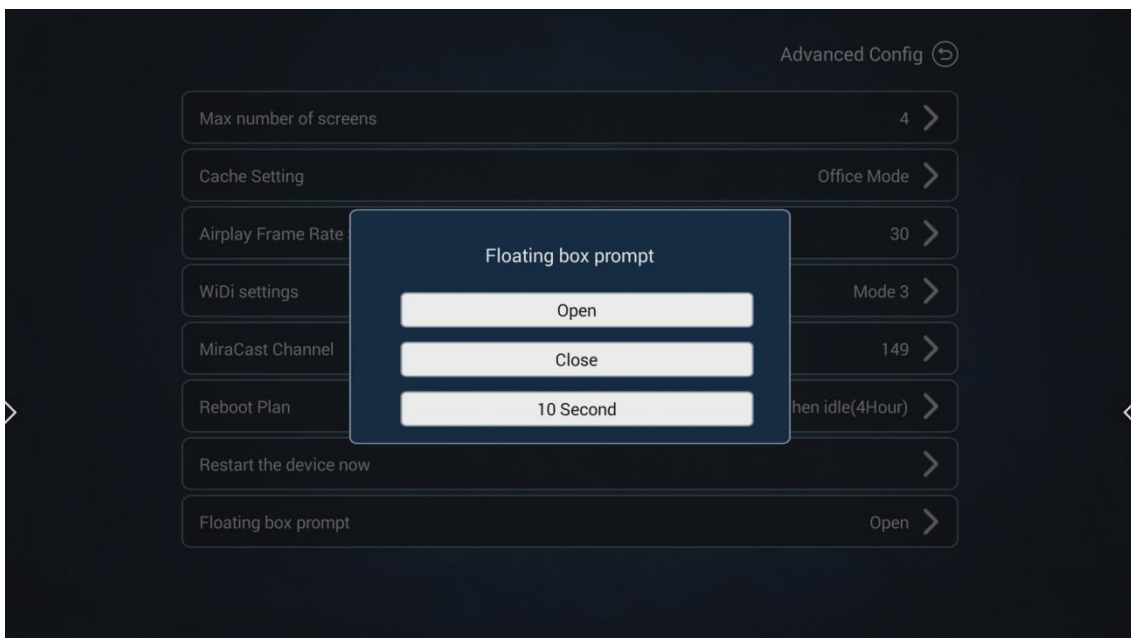 Advanced Config
Max number of screens 4
Cache Setting Office Mode
Airplay Frame Rate 30
Floating box prompt
WiDi settings Mode 3
Open
MiraCast Channel 149
Close
Reboot Plan hen idle(4Hour)
10 Second
Restart the device now
Floating box prompt Open